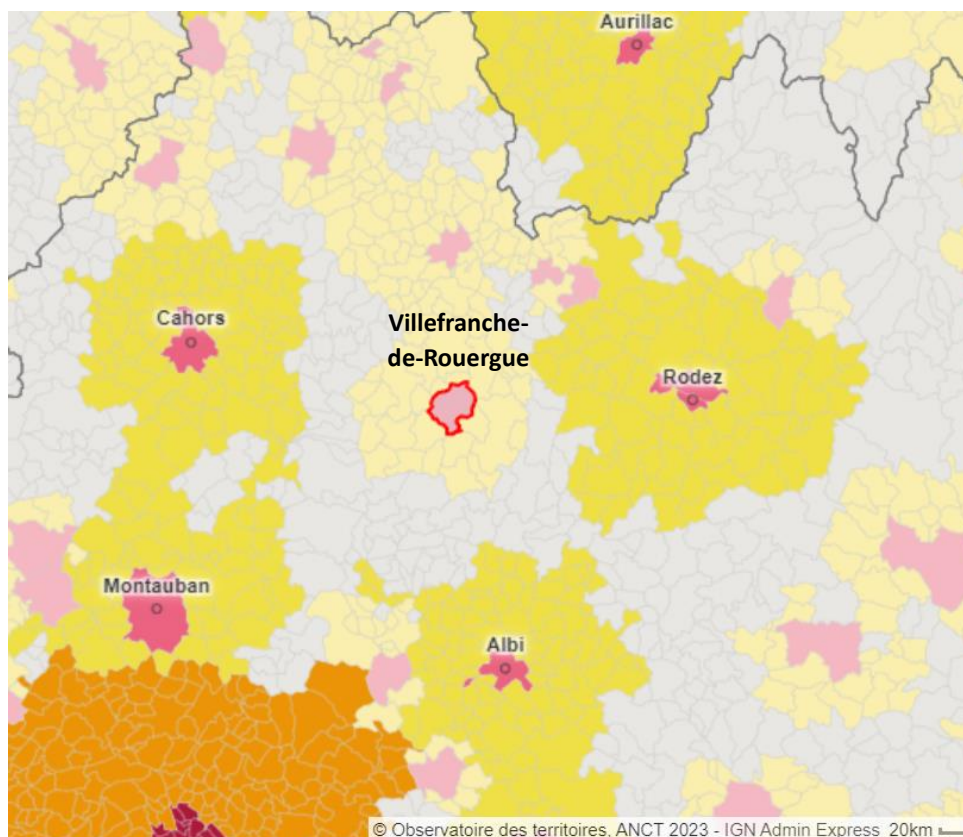 Aurillac
Cahors
Villefranche-
de-Rouergue
Rodez
Montauban
Albi
© Observatoire des territoires, ANCT 2023 - IGN Admin Express 20km